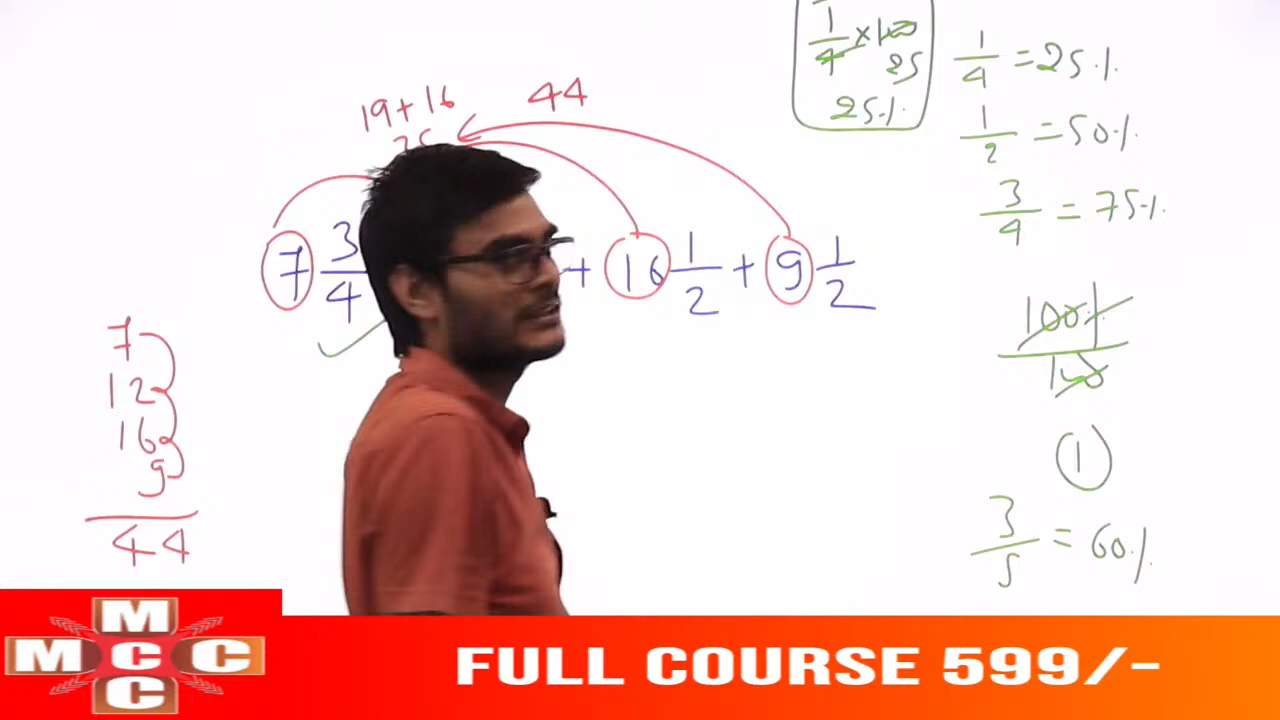 1/4 × 100
25
25%
1/4 = 25%
1/2 = 50%
3/4 = 75%
19 + 16
44
7 3/4 + 16 1/2 + 9 1/2
100%
100
1
3/5 = 60%
7
12
16
9
44
M
M C C
C
FULL COURSE 599/-